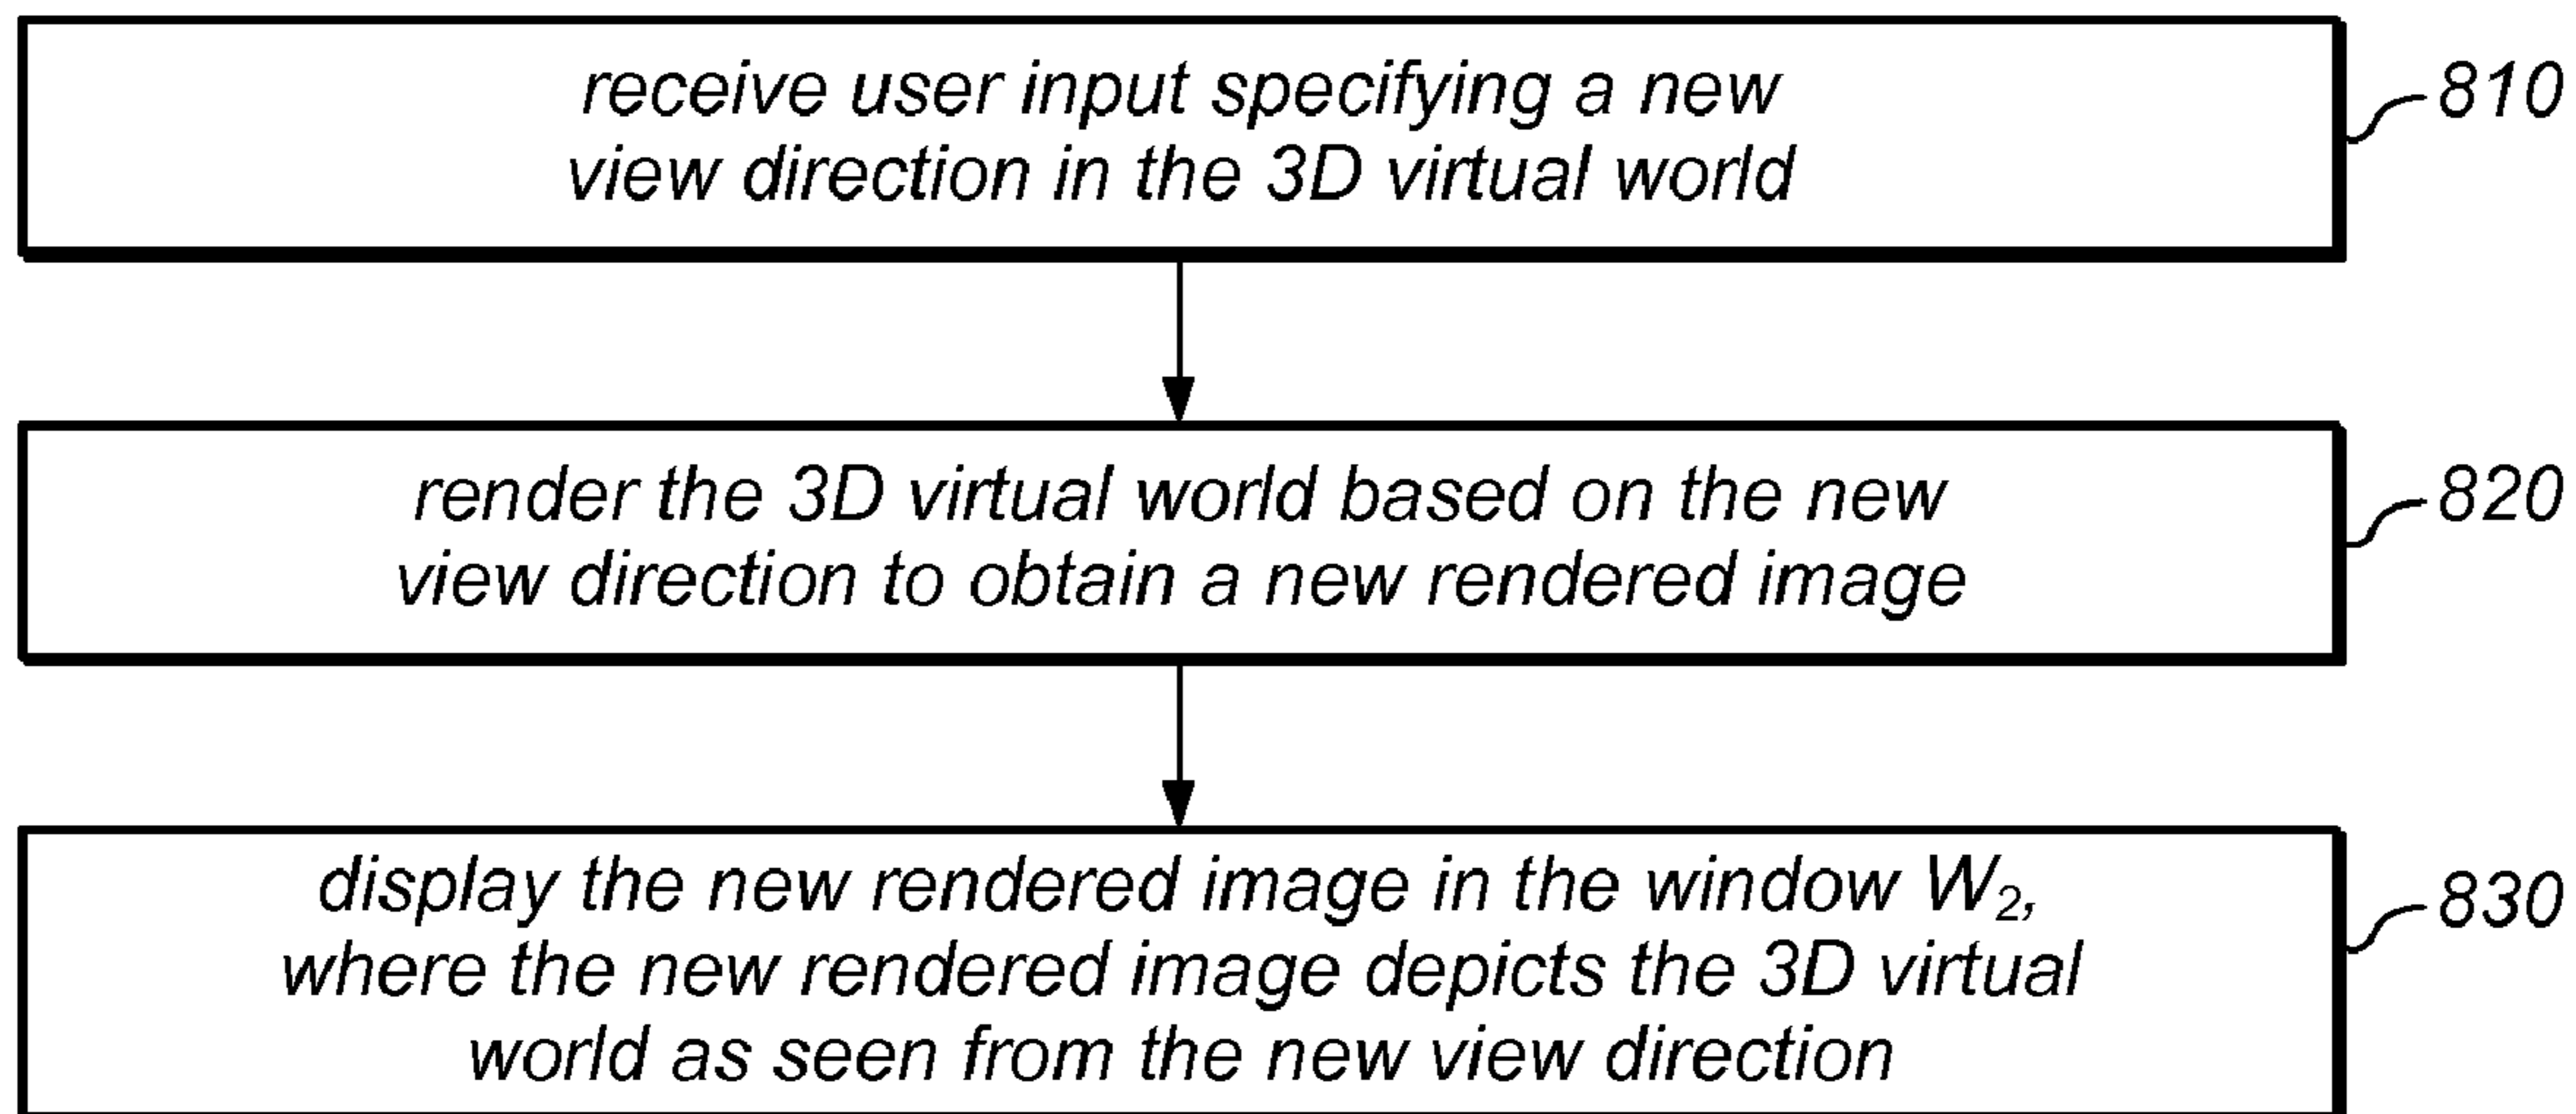 receive user input specifying a new
view direction in the 3D virtual world
810
render the 3D virtual world based on the new
view direction to obtain a new rendered image
820
display the new rendered image in the window W₂,
where the new rendered image depicts the 3D virtual
world as seen from the new view direction
830